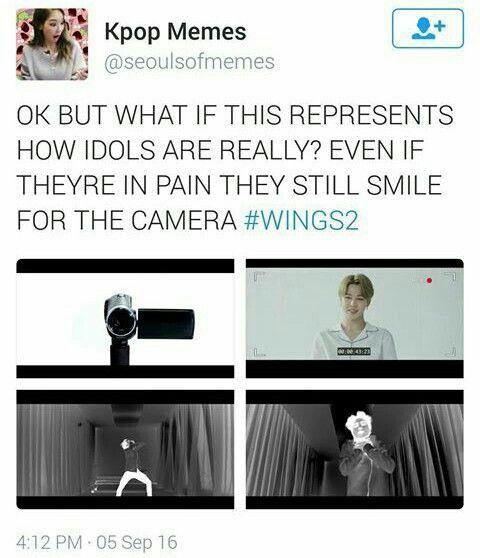 Kpop Memes
@seoulsofmemes
OK BUT WHAT IF THIS REPRESENTS
HOW IDOLS ARE REALLY? EVEN IF
THEYRE IN PAIN THEY STILL SMILE
FOR THE CAMERA #WINGS2
00:00:43:23
4:12 PM · 05 Sep 16